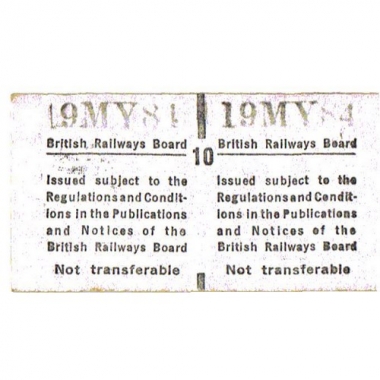 19MY84 19MY84
British Railways Board British Railways Board
10
Issued subject to the Issued subject to the
Regulations and Condit- Regulations and Condit-
ions in the Publications ions in the Publications
and Notices of the and Notices of the
British Railways Board British Railways Board
Not transferable Not transferable